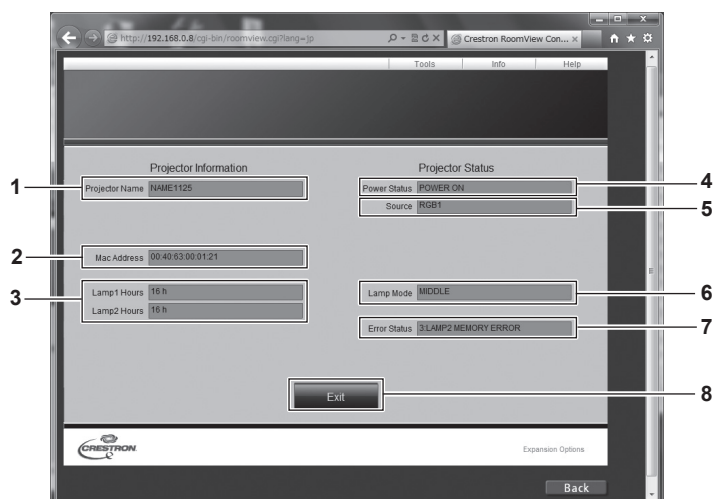 http://192.168.0.8/cgi-bin/roomview.cgi?lang=jp
Crestron RoomView Con... ×
Tools Info Help
Projector Information
Projector Status
1
Projector Name NAME1125
Power Status POWER ON
4
Source RGB1
5
2
Mac Address 00:40:63:00:01:21
3
Lamp1 Hours 16 h
Lamp2 Hours 16 h
Lamp Mode MIDDLE
6
Error Status 3:LAMP2 MEMORY ERROR
7
Exit
8
CRESTRON
Expansion Options
Back